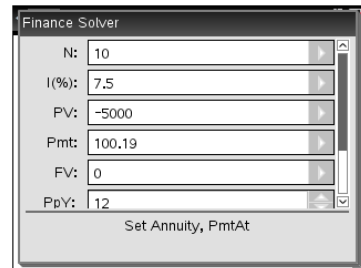 Finance Solver
N: 10
I(%): 7.5
PV: -5000
Pmt: 100.19
FV: 0
PpY: 12
Set Annuity, PmtAt